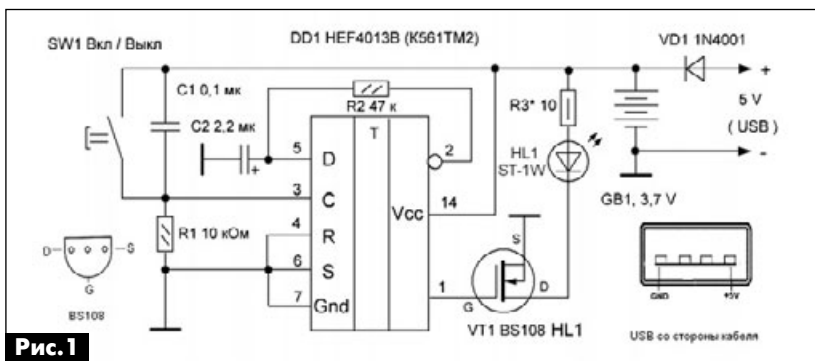 SW1 Вкл / Выкл
DD1 HEF4013B (К561ТМ2)
VD1 1N4001
C1 0,1 мк
R2 47 к
C2 2,2 мк
+
5
D
T
2
R3* 10
HL1
ST-1W
+
5 V
( USB )
-
3
C
Vcc
14
GB1, 3,7 V
R1 10 кОм
4
R
6
S
7
Gnd
1
G
S
D
VT1 BS108 HL1
D
S
G
BS108
GND
+5V
USB со стороны кабеля
Рис.1